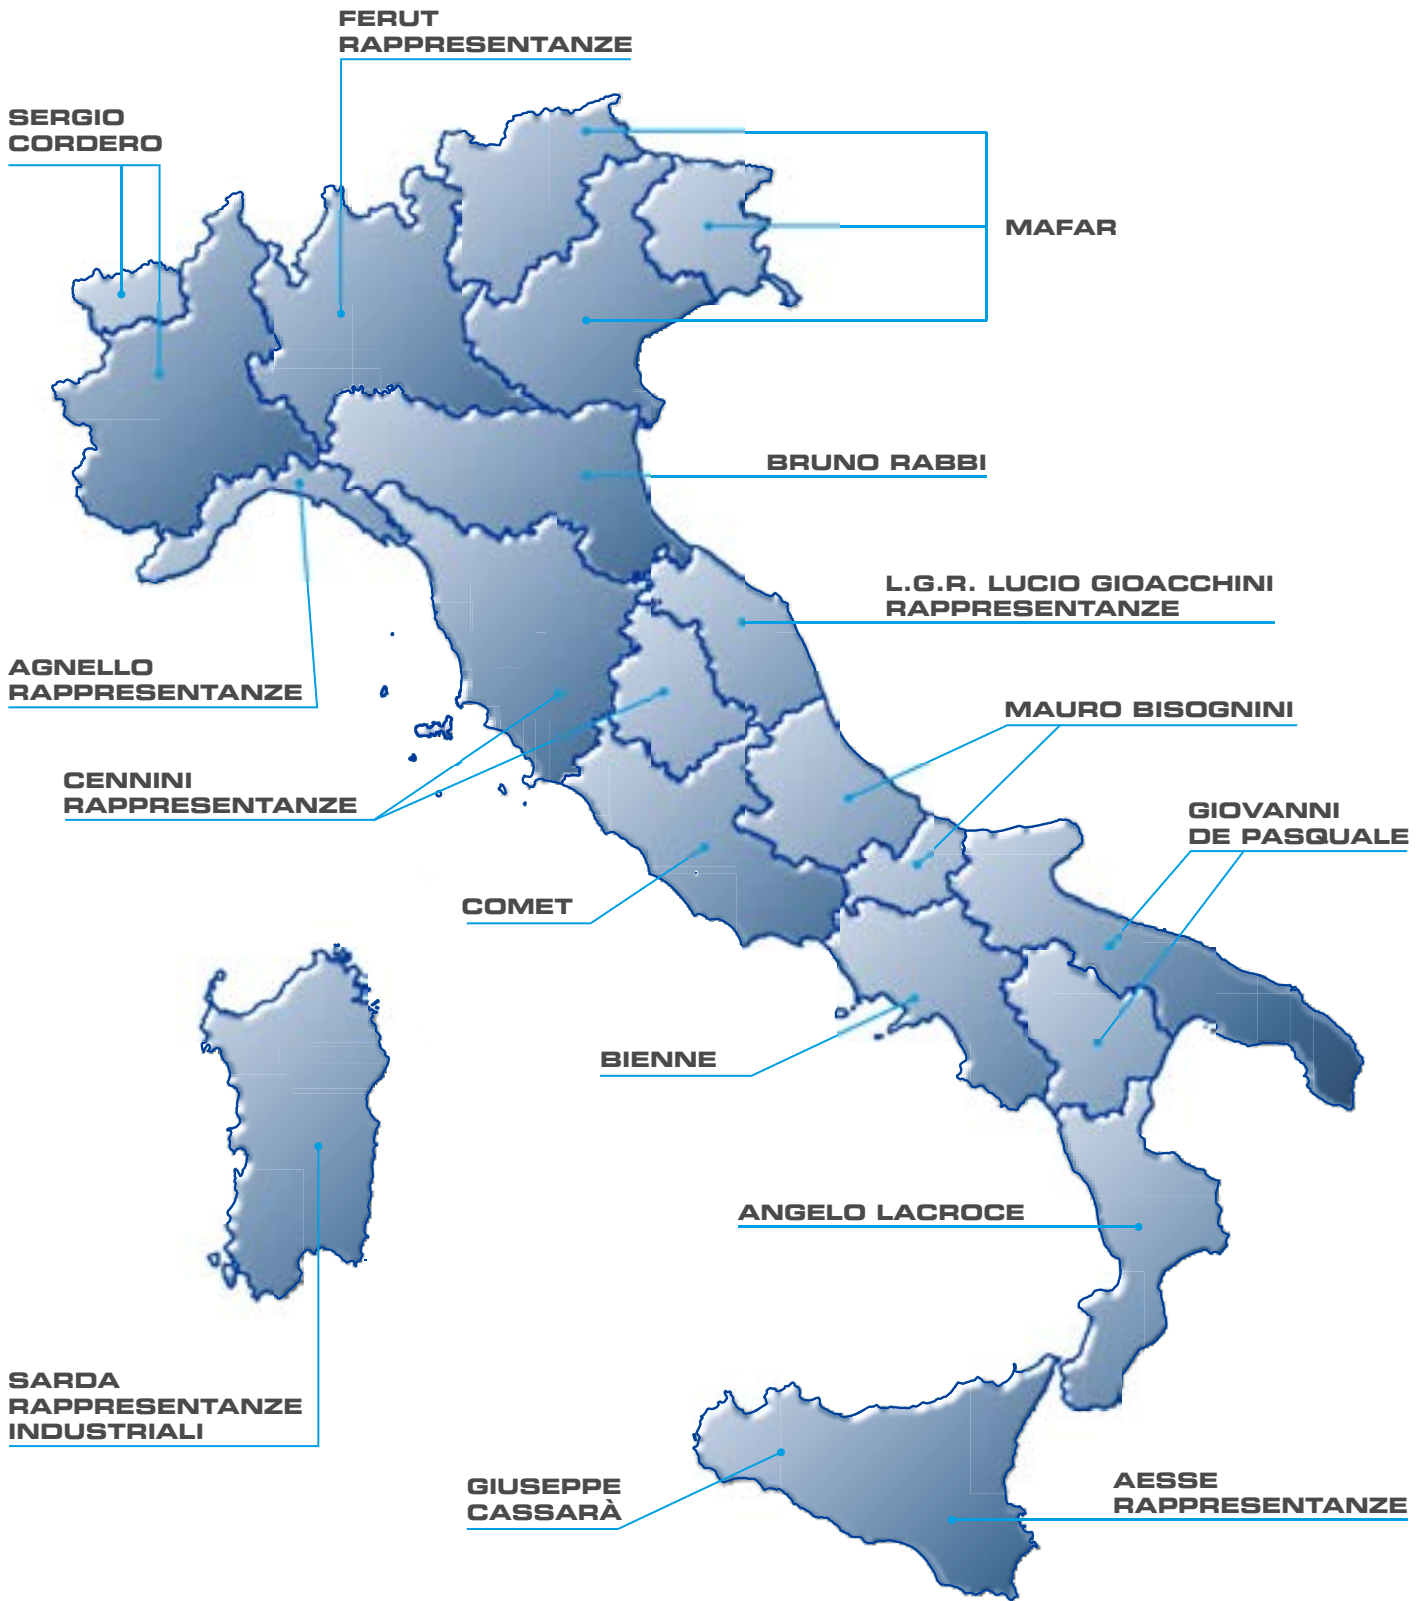 FERUT
RAPPRESENTANZE
SERGIO
CORDERO
MAFAR
BRUNO RABBI
L.G.R. LUCIO GIOACCHINI
RAPPRESENTANZE
AGNELLO
RAPPRESENTANZE
MAURO BISOGNINI
CENNINI
RAPPRESENTANZE
GIOVANNI
DE PASQUALE
COMET
BIENNE
ANGELO LACROCE
SARDA
RAPPRESENTANZE
INDUSTRIALI
GIUSEPPE
CASSARÀ
AESSE
RAPPRESENTANZE